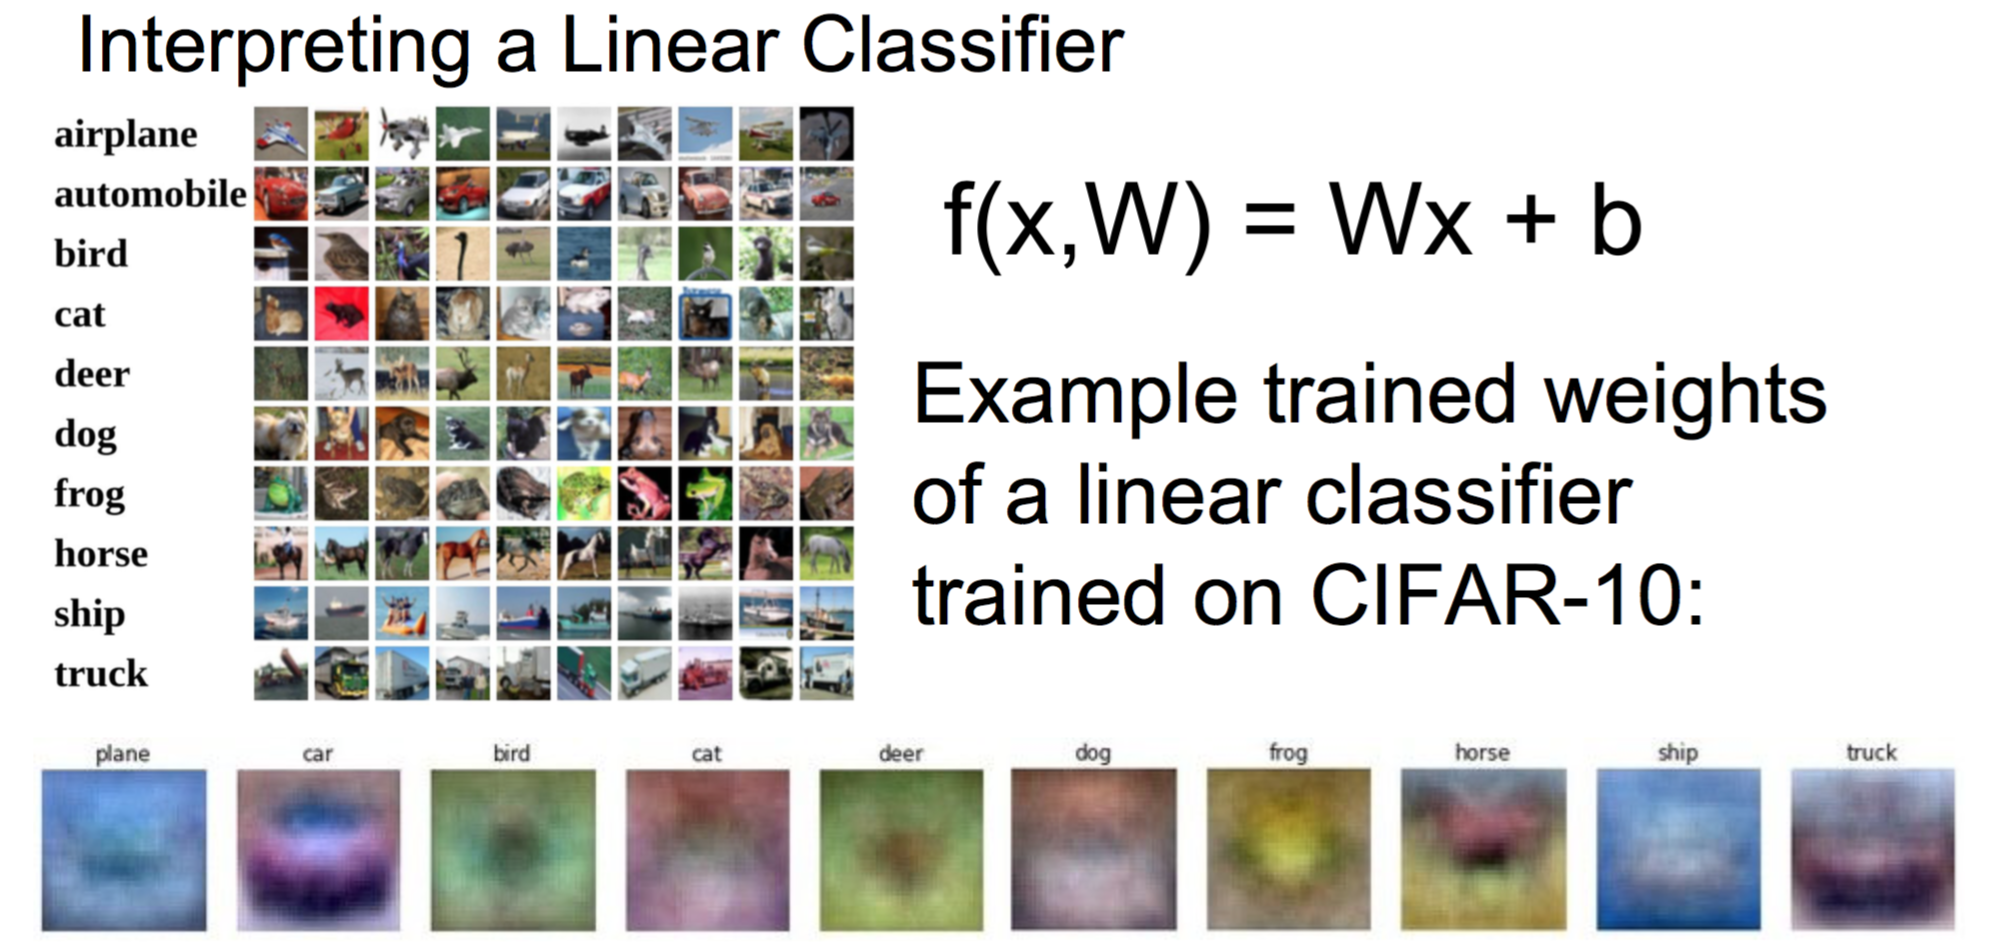 Interpreting a Linear Classifier
airplane
automobile
bird
cat
deer
dog
frog
horse
ship
truck
f(x,W) = Wx + b
Example trained weights
of a linear classifier
trained on CIFAR-10:
plane car bird cat deer dog frog horse ship truck